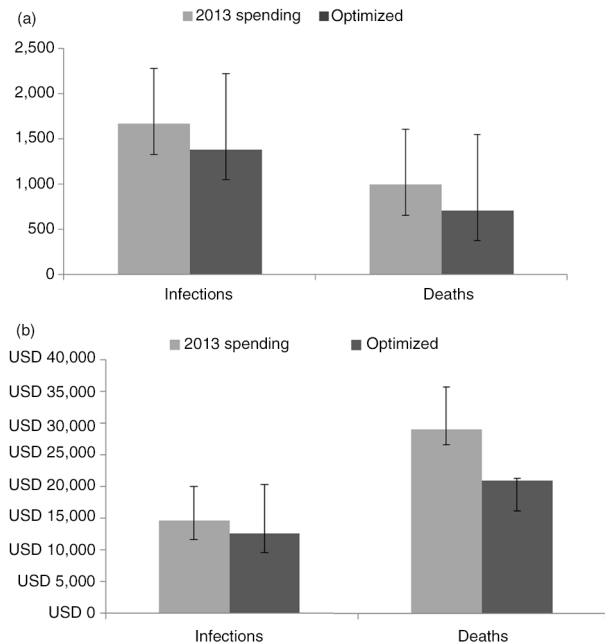 (a)
2013 spending Optimized
2,500
2,000
1,500
1,000
500
0
Infections Deaths
(b)
2013 spending Optimized
USD 40,000
USD 35,000
USD 30,000
USD 25,000
USD 20,000
USD 15,000
USD 10,000
USD 5,000
USD 0
Infections Deaths